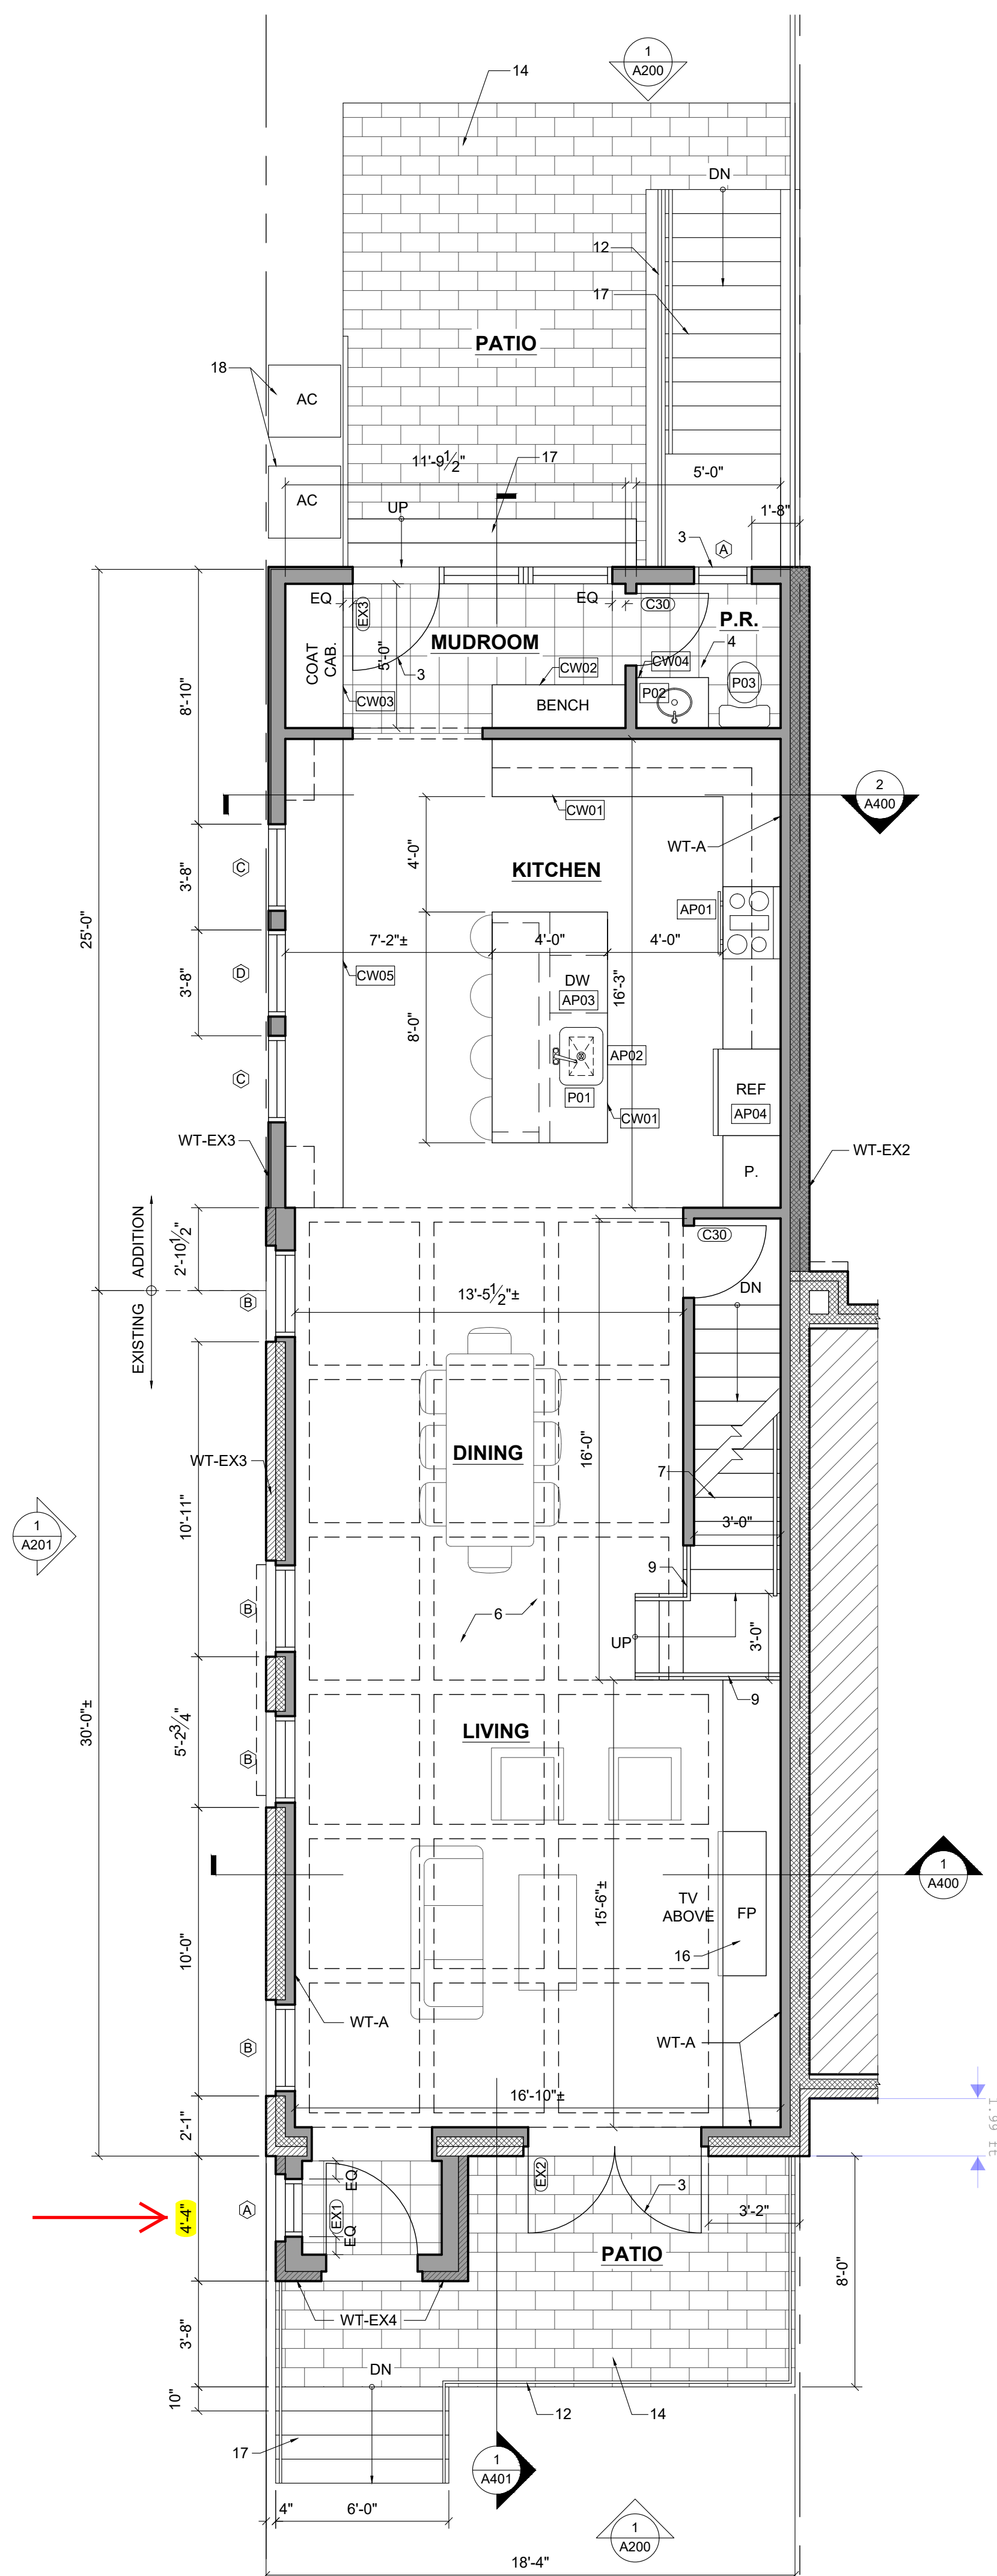 1
A200
14
DN
12
17
PATIO
18
AC
11'-9 1/2"
17
5'-0"
AC
UP
1'-8"
3
A
EQ
EX3
EQ
C30
P.R.
MUDROOM
4
COAT
CAB.
5'-0"
3
CW02
CW04
P02
P03
CW03
BENCH
8'-10"
2
A400
CW01
WT-A
KITCHEN
4'-0"
C
3'-8"
AP01
25'-0"
7'-2"±
4'-0"
4'-0"
D
3'-8"
CW05
DW
AP03
16'-3"
8'-0"
AP02
C
P01
REF
AP04
CW01
WT-EX3
WT-EX2
P.
ADDITION
2'-10 1/2"
C30
DN
13'-5 1/2"±
B
EXISTING
DINING
16'-0"
WT-EX3
7
10'-11"
3'-0"
1
A201
9
B
6
UP
3'-0"
9
30'-0"±
5'-2 3/4"
LIVING
B
15'-6"±
TV
ABOVE
FP
1
A400
16
10'-0"
WT-A
B
WT-A
16'-10"±
2'-1"
1.99 ft
EQ
EX2
3
4'-4"
A
EX1
EQ
3'-2"
PATIO
8'-0"
WT-EX4
3'-8"
DN
10"
12
14
17
1
A401
4"
6'-0"
1
A200
18'-4"